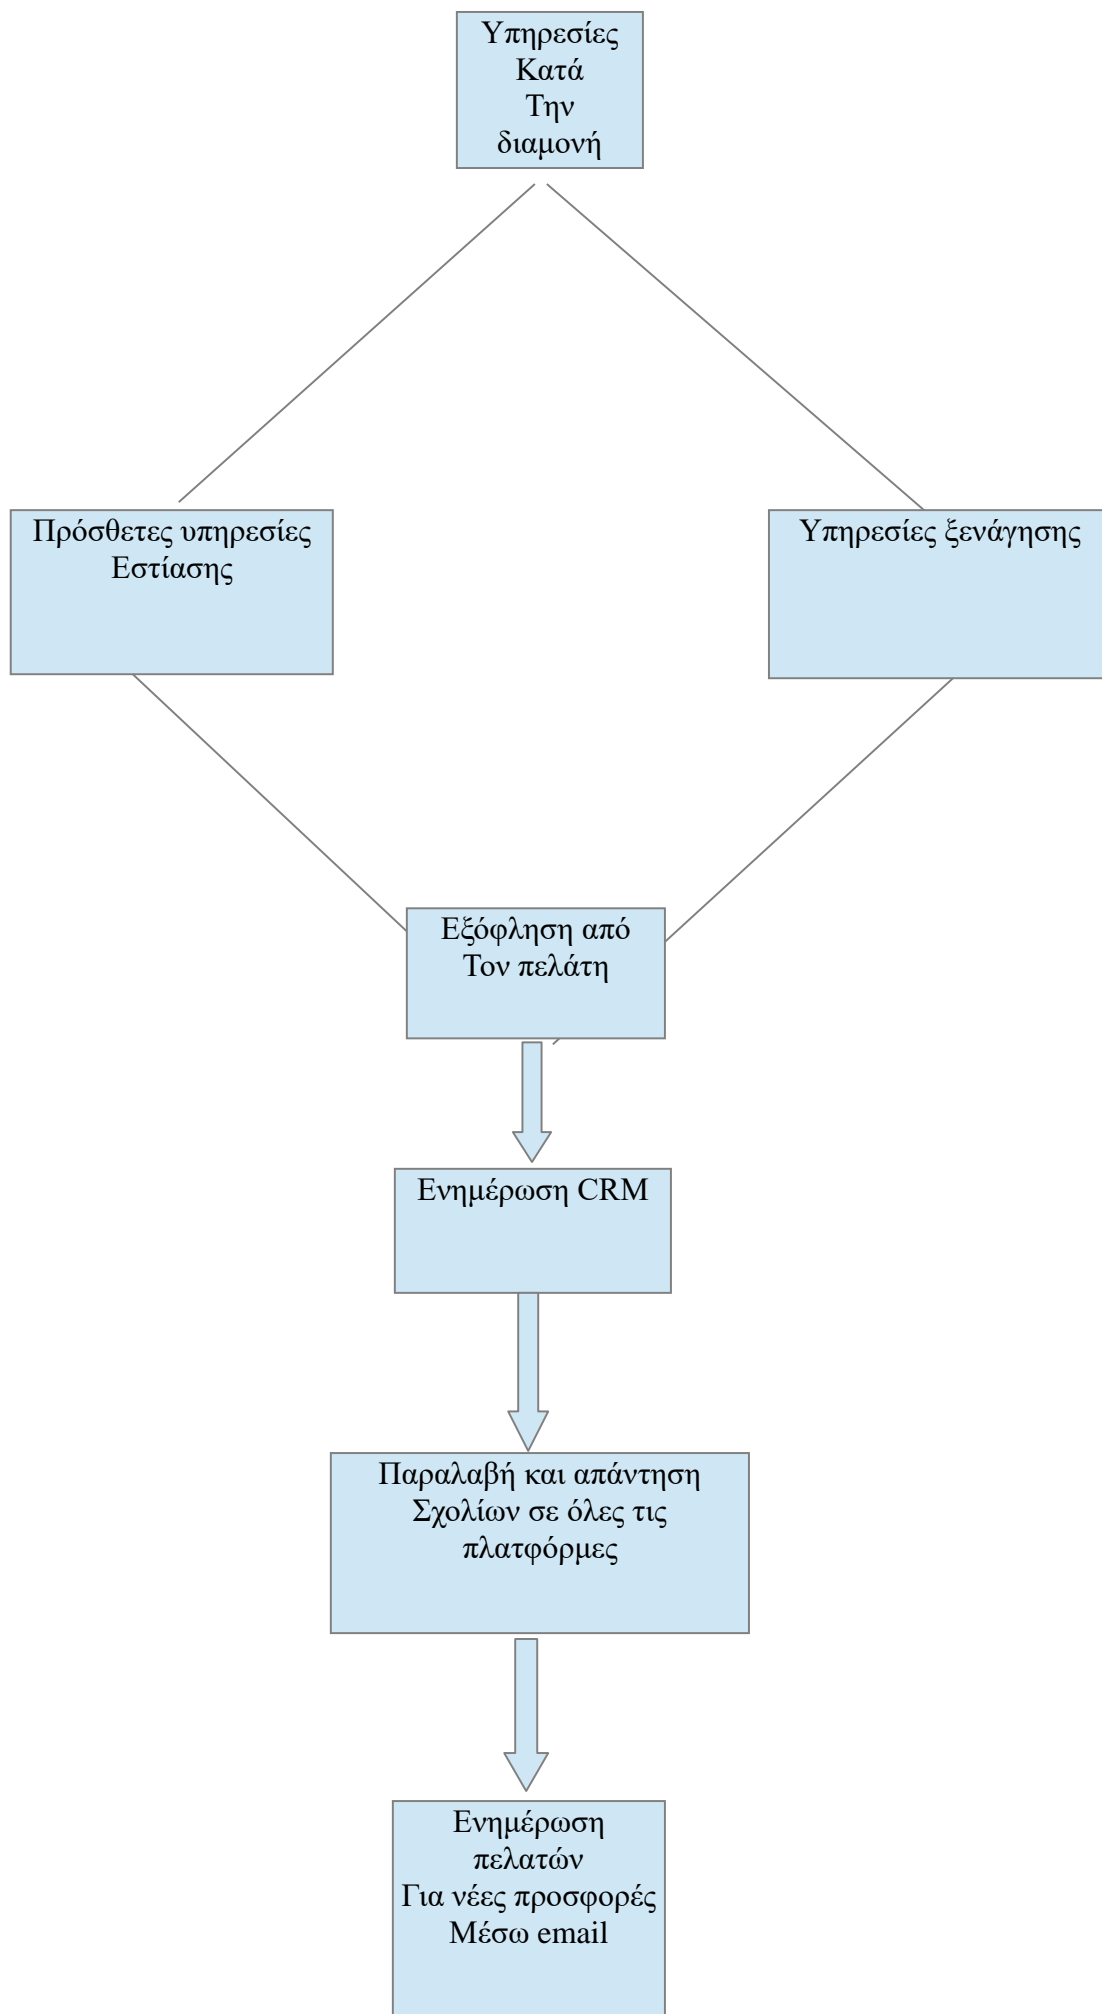 Υπηρεσίες
Κατά
Την
διαμονή
Πρόσθετες υπηρεσίες
Εστίασης
Υπηρεσίες ξενάγησης
Εξόφληση από
Τον πελάτη
Ενημέρωση CRM
Παραλαβή και απάντηση
Σχολίων σε όλες τις
πλατφόρμες
Ενημέρωση
πελατών
Για νέες προσφορές
Μέσω email